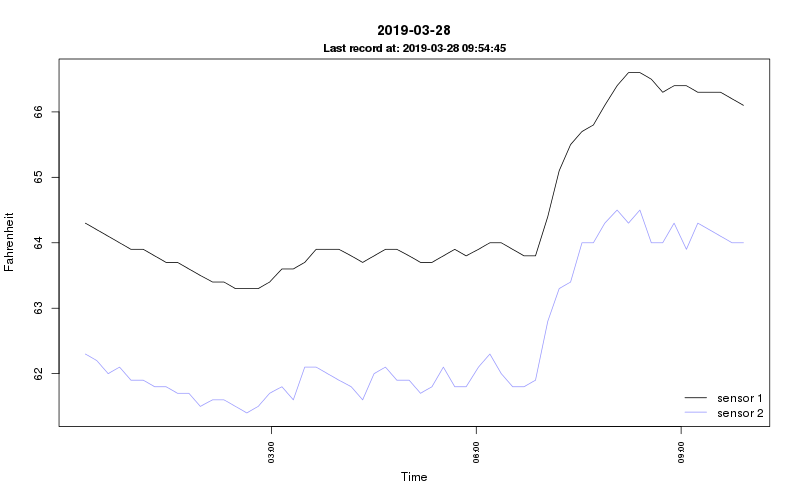 2019-03-28
Last record at: 2019-03-28 09:54:45
Fahrenheit
66
65
64
63
62
sensor 1
sensor 2
03:00
06:00
09:00
Time